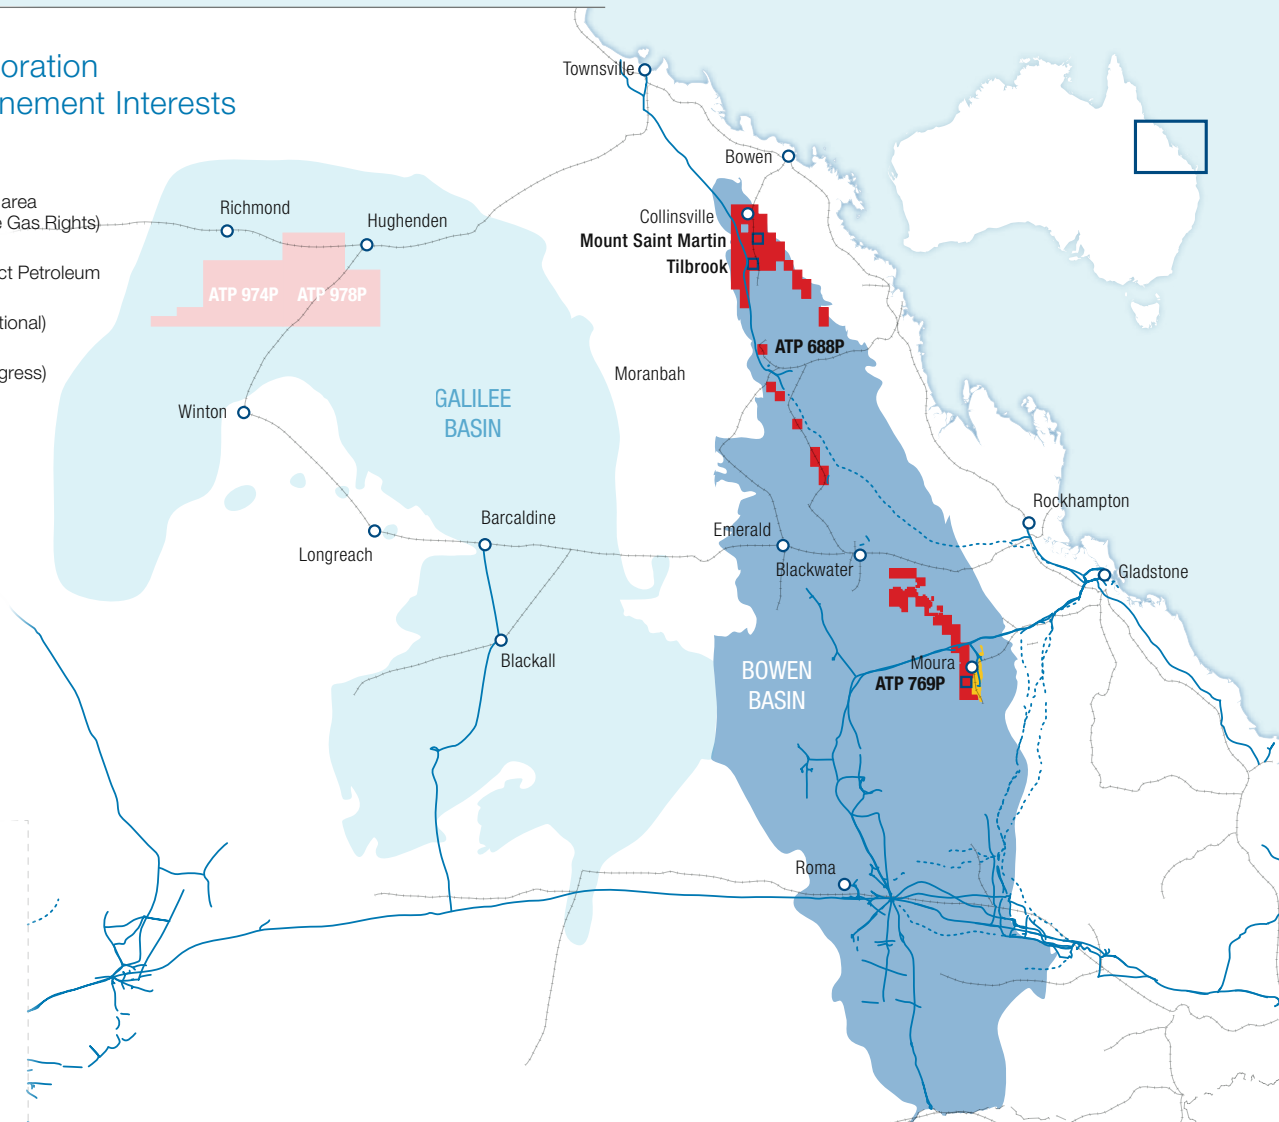 oration
nement Interests
area
e Gas Rights)
ct Petroleum
tional)
gress)
Townsville
Bowen
Richmond
Hughenden
Collinsville
Mount Saint Martin
Tilbrook
ATP 974P
ATP 978P
ATP 688P
Moranbah
Winton
GALILEE
BASIN
Rockhampton
Barcaldine
Emerald
Longreach
Blackwater
Gladstone
Blackall
Moura
BOWEN
BASIN
ATP 769P
Roma